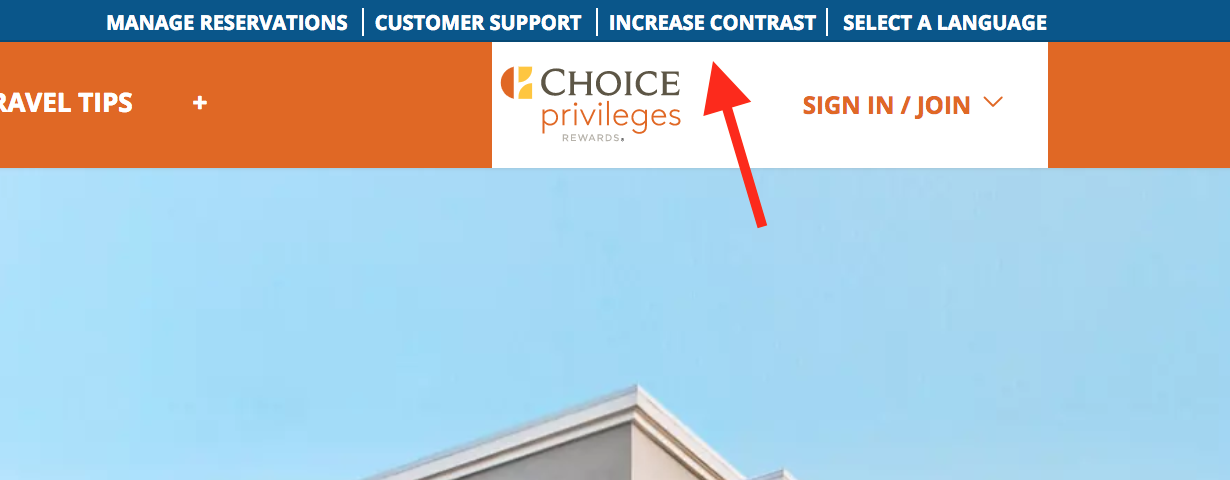 MANAGE RESERVATIONS CUSTOMER SUPPORT INCREASE CONTRAST SELECT A LANGUAGE
RAVEL TIPS +
CHOICE
privileges
REWARDS.
SIGN IN / JOIN